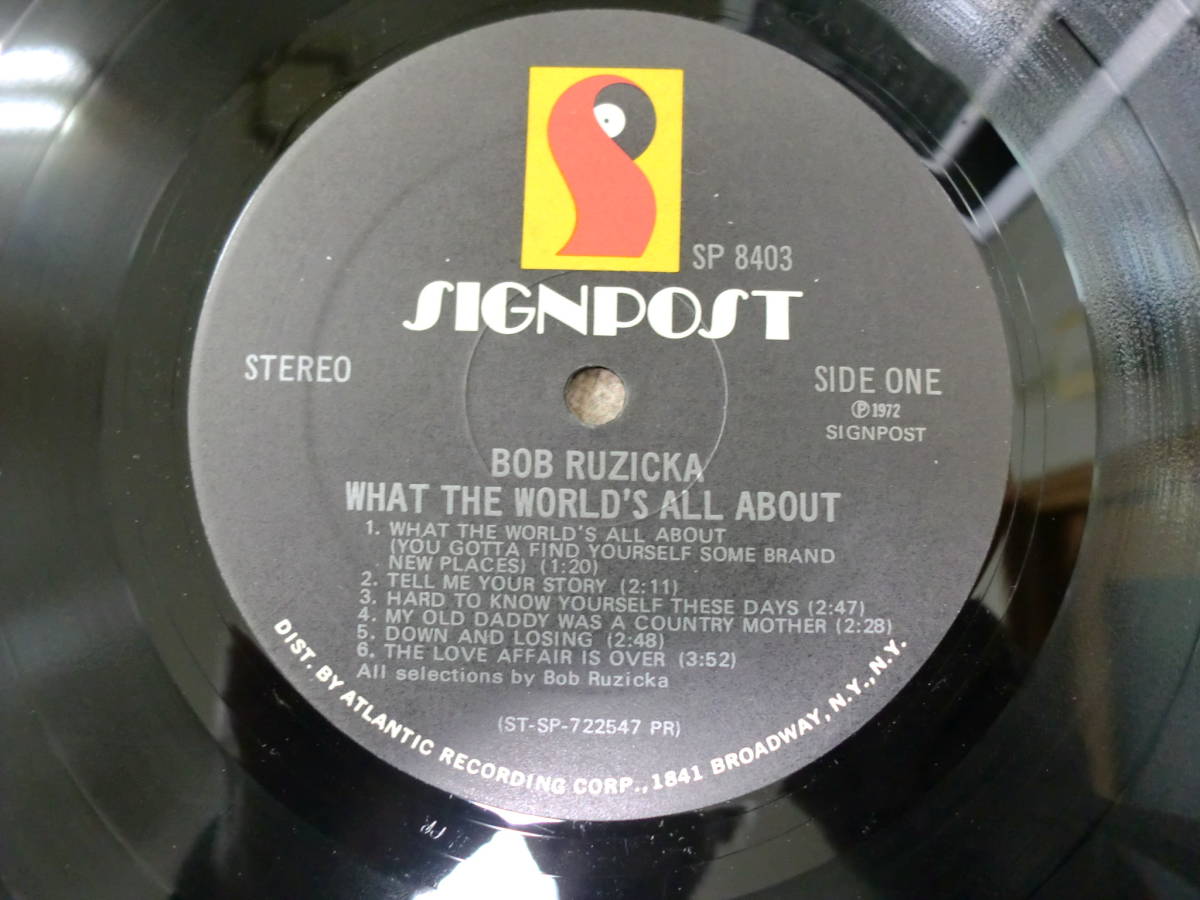 SP 8403
SIGNPOST
STEREO
SIDE ONE
Ⓟ1972
SIGNPOST
BOB RUZICKA
WHAT THE WORLD'S ALL ABOUT
1. WHAT THE WORLD'S ALL ABOUT
(YOU GOTTA FIND YOURSELF SOME BRAND
NEW PLACES) (1:20)
2. TELL ME YOUR STORY (2:11)
3. HARD TO KNOW YOURSELF THESE DAYS (2:47)
4. MY OLD DADDY WAS A COUNTRY MOTHER (2:28)
5. DOWN AND LOSING (2:48)
6. THE LOVE AFFAIR IS OVER (3:52)
All selections by Bob Ruzicka
(ST-SP-722547 PR)
DIST. BY ATLANTIC RECORDING CORP., 1841 BROADWAY, N.Y., N.Y.